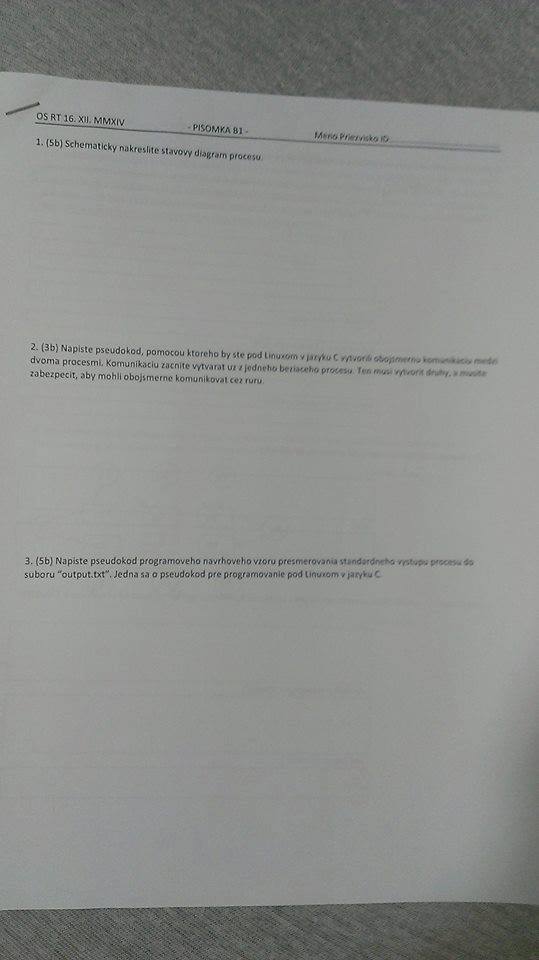 OS RT 16. XII. MMXIV - PISOMKA B1 - Meno Priezvisko ID
1. (5b) Schematicky nakreslite stavovy diagram procesu.
2. (3b) Napiste pseudokod, pomocou ktoreho by ste pod Linuxom v jazyku C vytvorili obojsmernu komunikaciu medzi
dvoma procesmi. Komunikaciu zacnite vytvarat uz z jedneho beziaceho procesu. Ten musi vytvorit druhy, a musite
zabezpecit, aby mohli obojsmerne komunikovat cez ruru.
3. (5b) Napiste pseudokod programoveho navrhoveho vzoru presmerovania standardneho vystupu procesu do
suboru "output.txt". Jedna sa o pseudokod pre programovanie pod Linuxom v jazyku C.